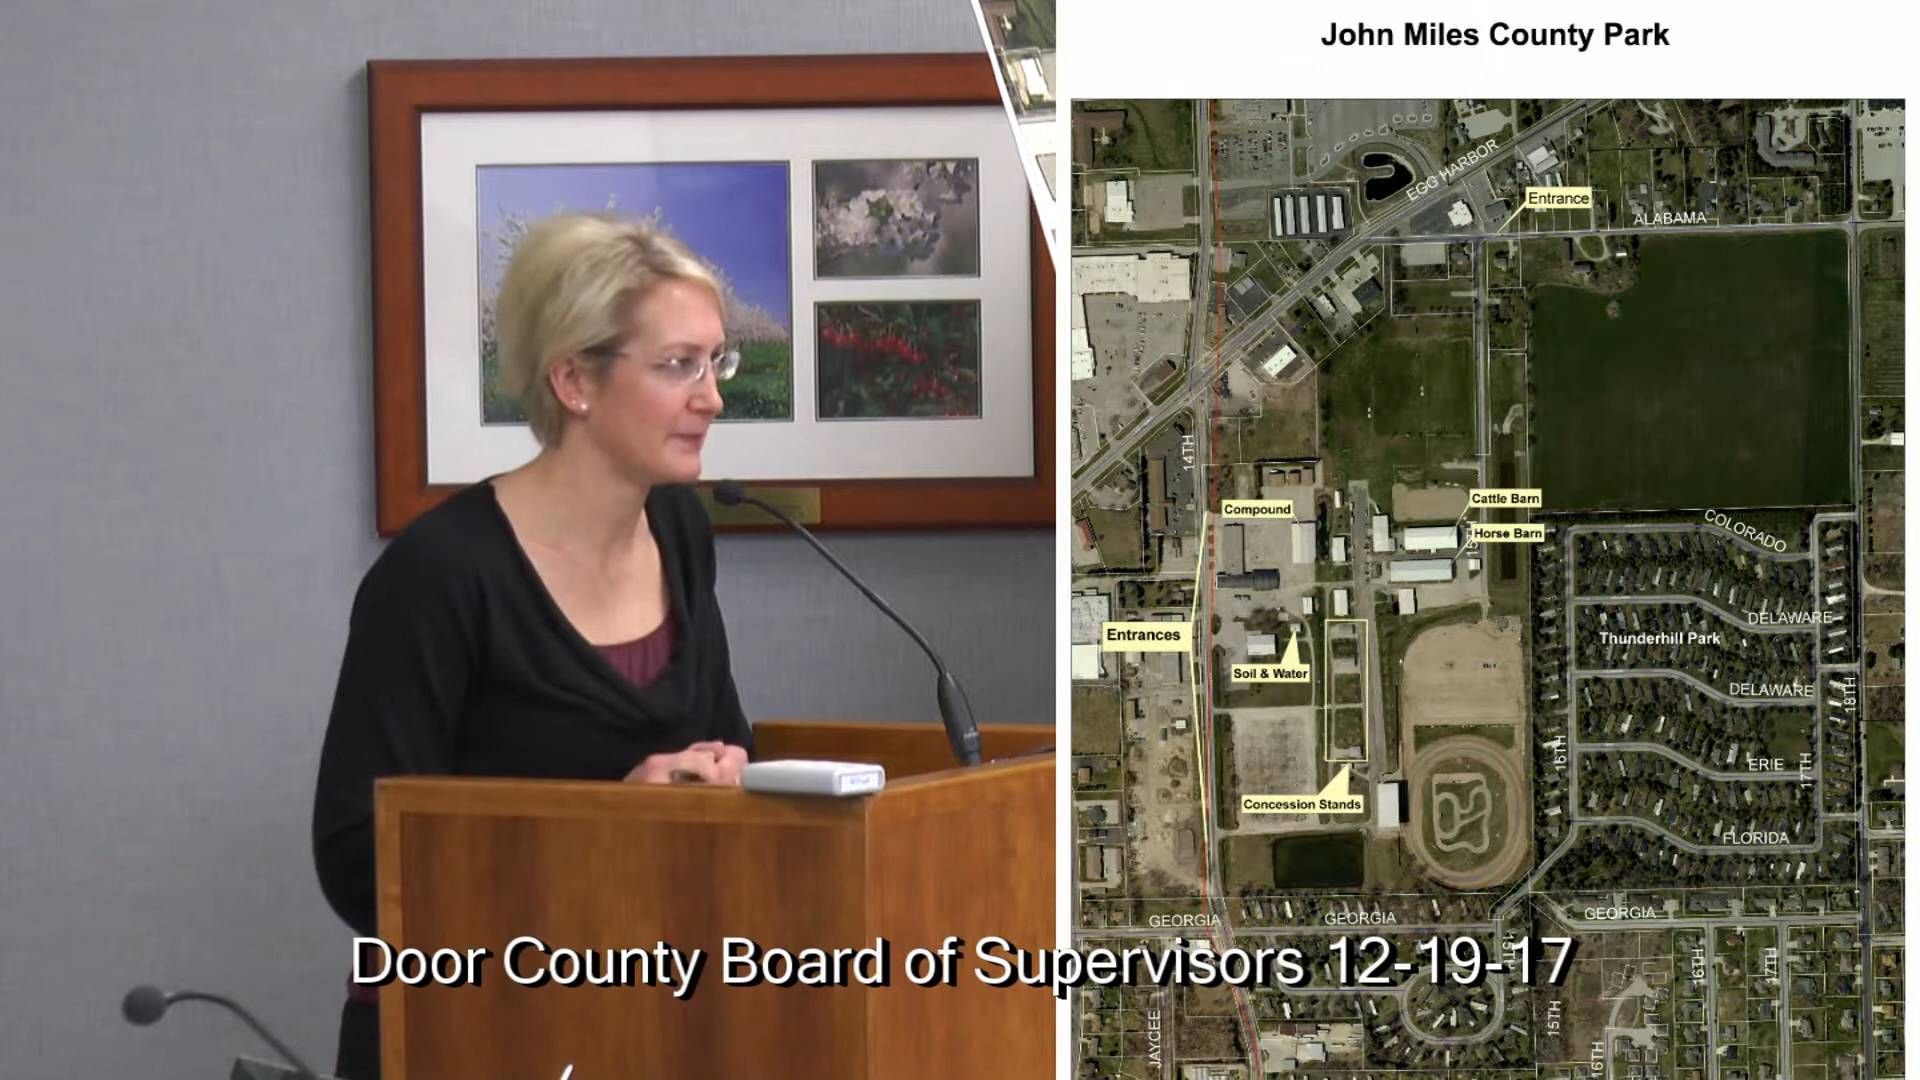 John Miles County Park
EGG HARBOR
Entrance
ALABAMA
14TH
Compound
Cattle Barn
15TH
Horse Barn
COLORADO
Entrances
DELAWARE
Thunderhill Park
Soil & Water
DELAWARE
18TH
16TH
ERIE
17TH
Concession Stands
FLORIDA
GEORGIA
GEORGIA
GEORGIA
Door County Board of Supervisors 12-19-17
15TH
16TH
17TH
JAYCEE
15TH
16TH